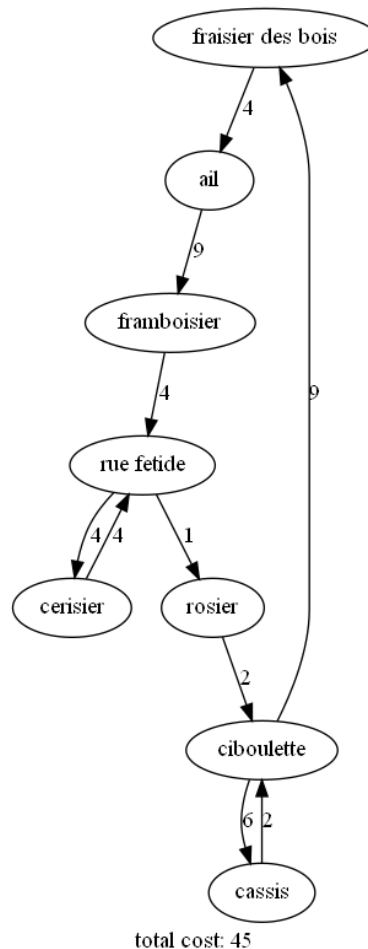 fraisier des bois
4
ail
9
framboisier
4
9
rue fetide
4
4
1
cerisier
rosier
2
ciboulette
6
2
cassis
total cost: 45